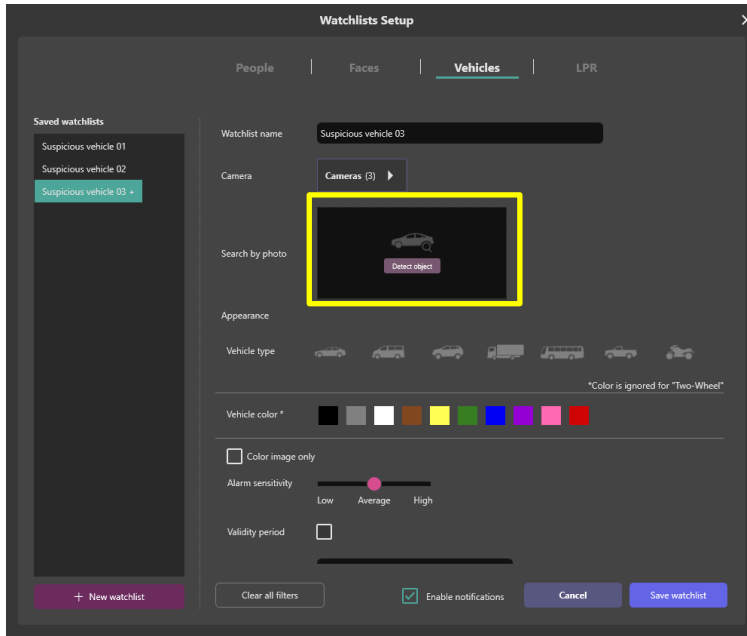 Watchlists Setup
People
Faces
Vehicles
LPR
Saved watchlists
Suspicious vehicle 01
Suspicious vehicle 02
Suspicious vehicle 03 +
+ New watchlist
Watchlist name
Suspicious vehicle 03
Camera
Cameras (3)
Search by photo
Detect object
Appearance
Vehicle type
*Color is ignored for "Two-Wheel"
Vehicle color *
Color image only
Alarm sensitivity
Low Average High
Validity period
Clear all filters
Enable notifications
Cancel
Save watchlist